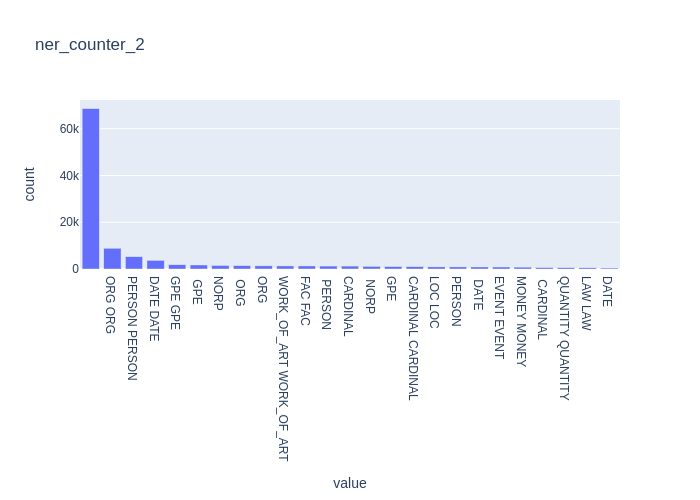 ner_counter_2
60k
40k
20k
0
count
ORG ORG
PERSON PERSON
DATE DATE
GPE GPE
GPE
NORP
ORG
ORG
WORK_OF_ART WORK_OF_ART
FAC FAC
PERSON
CARDINAL
NORP
GPE
CARDINAL CARDINAL
LOC LOC
PERSON
DATE
EVENT EVENT
MONEY MONEY
CARDINAL
QUANTITY QUANTITY
LAW LAW
DATE
value